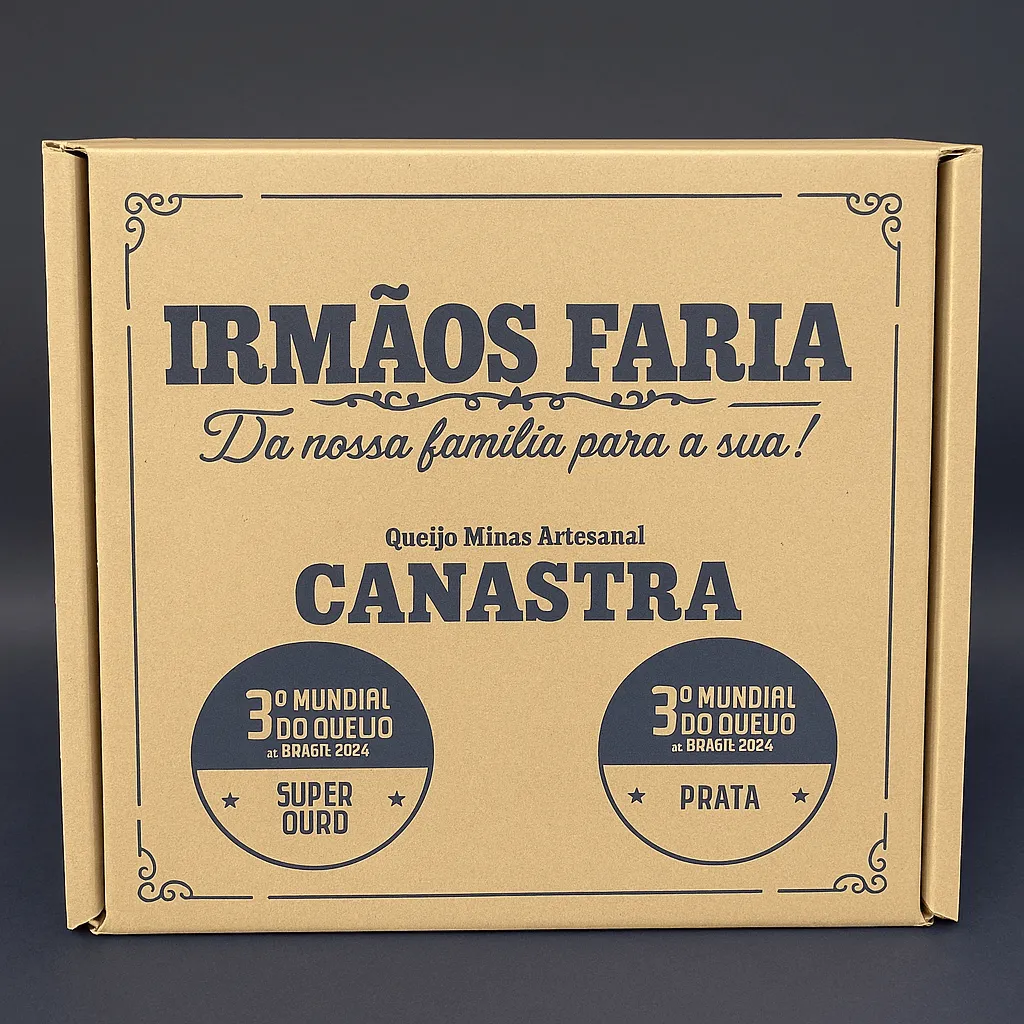 IRMÃOS FARIA
Da nossa familia para a sua!
Queijo Minas Artesanal
CANASTRA
3º MUNDIAL
DO QUEIJO
at BRAGIL 2024
SUPER
OURD
3º MUNDIAL
DO QUEIJO
at BRAGIL 2024
PRATA